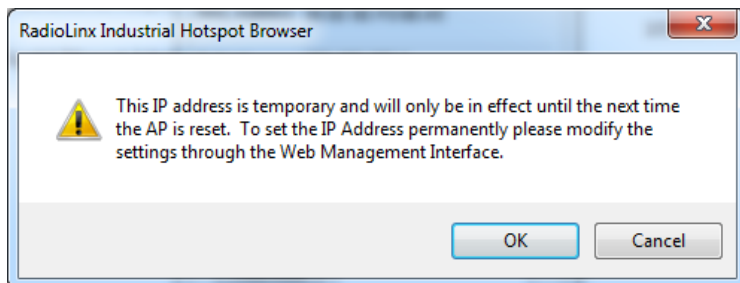 RadioLinx Industrial Hotspot Browser
This IP address is temporary and will only be in effect until the next time
the AP is reset.  To set the IP Address permanently please modify the
settings through the Web Management Interface.
OK
Cancel